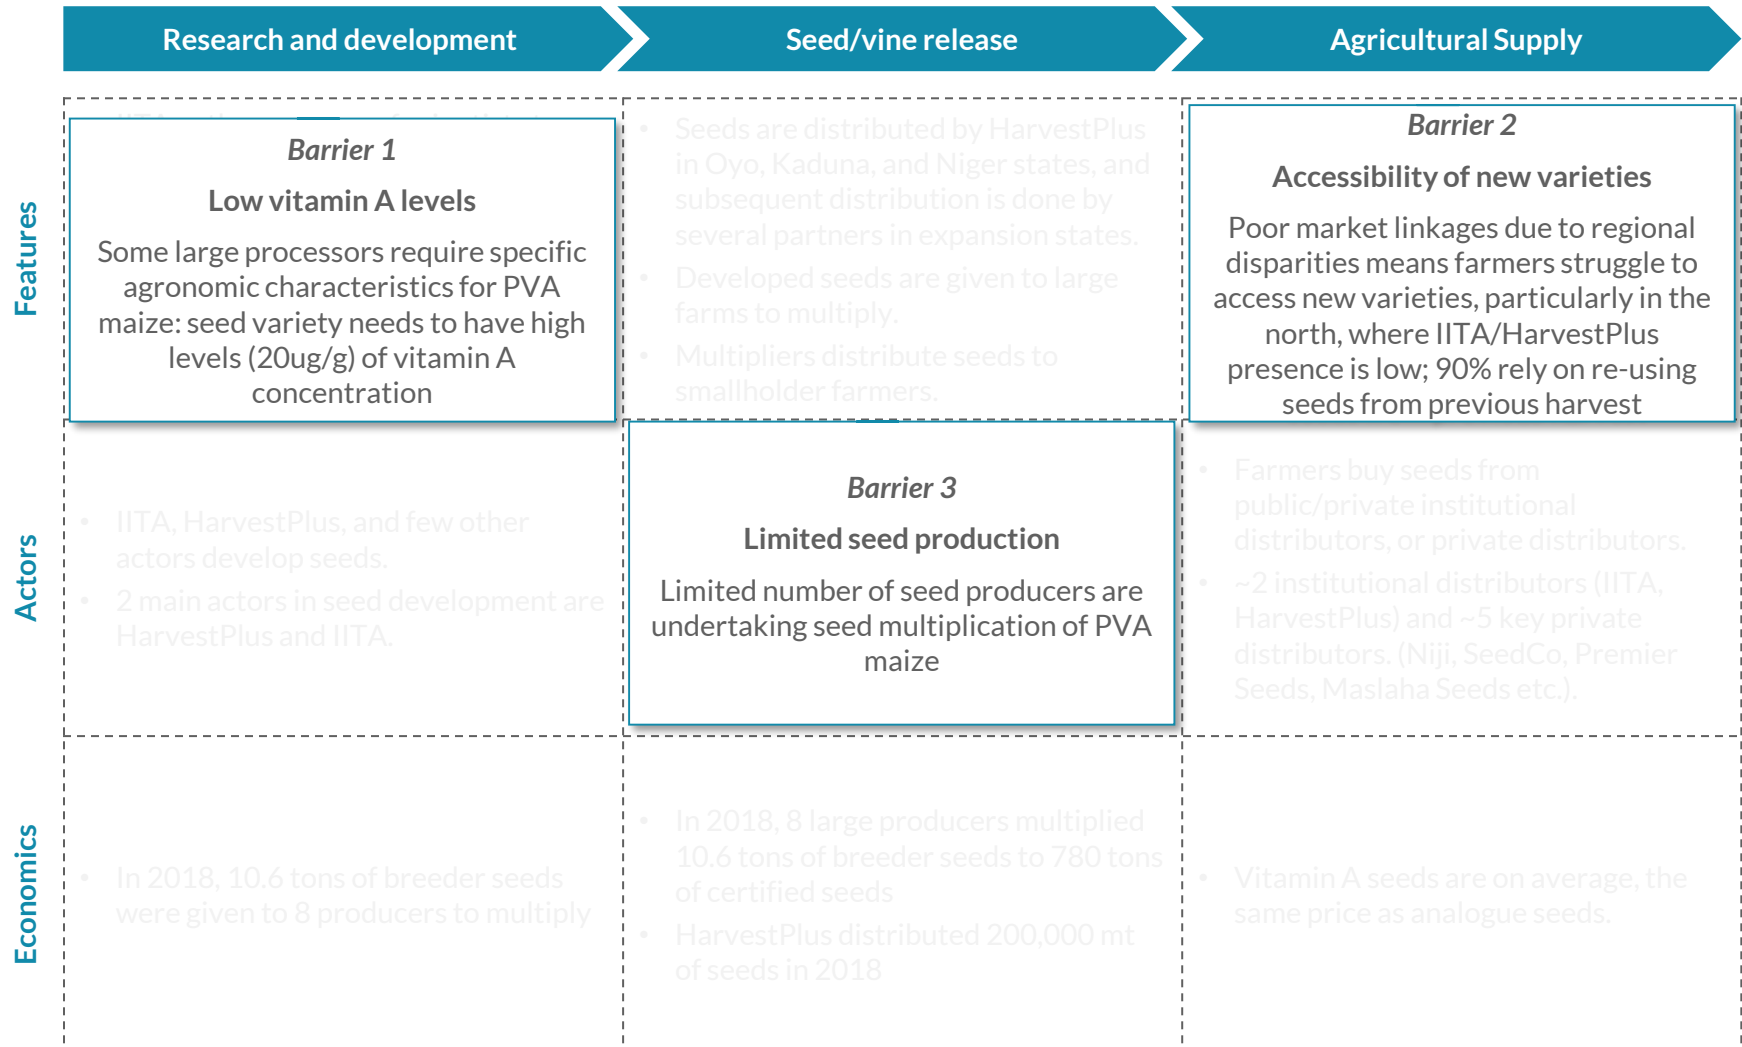 Research and development
Seed/vine release
Agricultural Supply
Features
Barrier 1
Low vitamin A levels
Some large processors require specific
agronomic characteristics for PVA
maize: seed variety needs to have high
levels (20ug/g) of vitamin A
concentration
• Seeds are distributed by HarvestPlus
in Oyo, Kaduna, and Niger states, and
subsequent distribution is done by
several partners in expansion states.
• Developed seeds are given to large
farms to multiply.
• Multipliers distribute seeds to
smallholder farmers.
Barrier 2
Accessibility of new varieties
Poor market linkages due to regional
disparities means farmers struggle to
access new varieties, particularly in the
north, where IITA/HarvestPlus
presence is low; 90% rely on re-using
seeds from previous harvest
Actors
• IITA, HarvestPlus, and few other
actors develop seeds.
• 2 main actors in seed development are
HarvestPlus and IITA.
Barrier 3
Limited seed production
Limited number of seed producers are
undertaking seed multiplication of PVA
maize
• Farmers buy seeds from
public/private institutional
distributors, or private distributors.
• ~2 institutional distributors (IITA,
HarvestPlus) and ~5 key private
distributors. (Niji, SeedCo, Premier
Seeds, Maslaha Seeds etc.).
Economics
• In 2018, 10.6 tons of breeder seeds
were given to 8 producers to multiply
• In 2018, 8 large producers multiplied
10.6 tons of breeder seeds to 780 tons
of certified seeds
• HarvestPlus distributed 200,000 mt
of seeds in 2018
• Vitamin A seeds are on average, the
same price as analogue seeds.